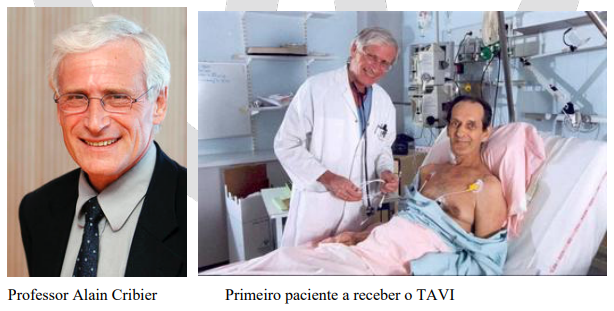 Professor Alain Cribier
Primeiro paciente a receber o TAVI